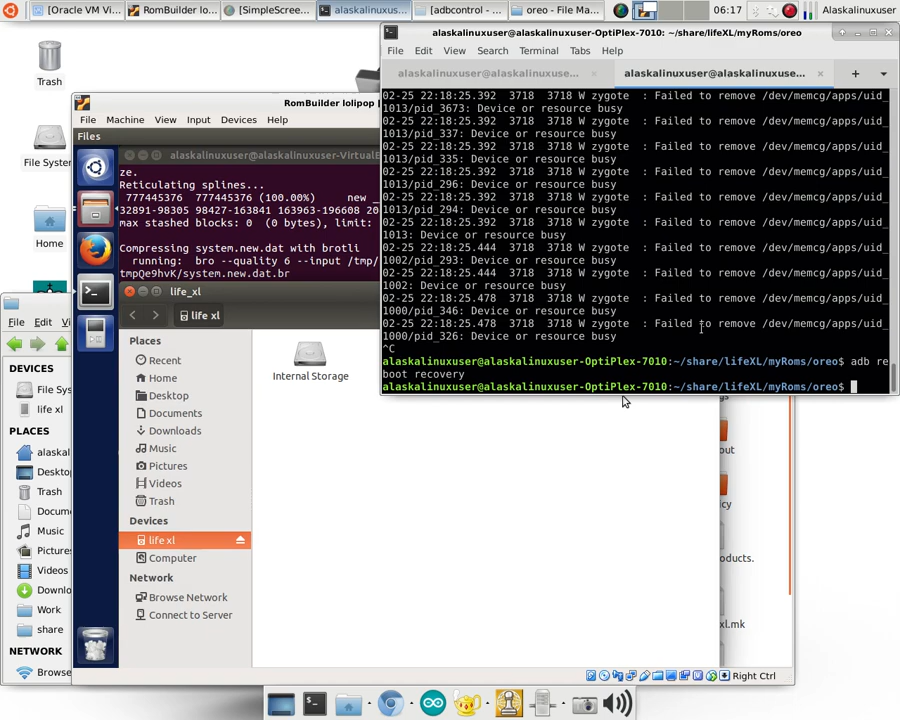 [Oracle VM Vi...
RomBuilder lo...
[SimpleScree...
alaskalinuxus...
[adbcontrol - ...
oreo - File Ma...
06:17
Alaskalinuxuser
Trash
File System
Home
alaskalinuxuser@alaskalinuxuser-OptiPlex-7010: ~/share/lifeXL/myRoms/oreo
File Edit View Search Terminal Tabs Help
alaskalinuxuser@alaskalinuxuse...
alaskalinuxuser@alaskalinuxuse...
02-25 22:18:25.392 3718 3718 W zygote : Failed to remove /dev/memcg/apps/uid_
1013/pid_3673: Device or resource busy
02-25 22:18:25.392 3718 3718 W zygote : Failed to remove /dev/memcg/apps/uid_
1013/pid_337: Device or resource busy
02-25 22:18:25.392 3718 3718 W zygote : Failed to remove /dev/memcg/apps/uid_
1013/pid_335: Device or resource busy
02-25 22:18:25.392 3718 3718 W zygote : Failed to remove /dev/memcg/apps/uid_
1013/pid_296: Device or resource busy
02-25 22:18:25.392 3718 3718 W zygote : Failed to remove /dev/memcg/apps/uid_
1013/pid_294: Device or resource busy
02-25 22:18:25.392 3718 3718 W zygote : Failed to remove /dev/memcg/apps/uid_
1013: Device or resource busy
02-25 22:18:25.444 3718 3718 W zygote : Failed to remove /dev/memcg/apps/uid_
1002/pid_293: Device or resource busy
02-25 22:18:25.444 3718 3718 W zygote : Failed to remove /dev/memcg/apps/uid_
1002: Device or resource busy
02-25 22:18:25.478 3718 3718 W zygote : Failed to remove /dev/memcg/apps/uid_
1000/pid_346: Device or resource busy
02-25 22:18:25.478 3718 3718 W zygote : Failed to remove /dev/memcg/apps/uid_
1000/pid_326: Device or resource busy
^C
alaskalinuxuser@alaskalinuxuser-OptiPlex-7010:~/share/lifeXL/myRoms/oreo$ adb re
boot recovery
alaskalinuxuser@alaskalinuxuser-OptiPlex-7010:~/share/lifeXL/myRoms/oreo$
RomBuilder lolipop |
File Machine View Input Devices Help
Files
alaskalinuxuser@alaskalinuxuser-VirtualB
ze.
Reticulating splines...
777445376 / 777445376 (100.00%) new _
32891-98305 98427-163841 163963-196608 20
max stashed blocks: 0 (0 bytes), limit:
Compressing system.new.dat with brotli
running: bro --quality 6 --input /tmp/
tmpQe9hvK/system.new.dat.br
life_xl
life xl
Places
Recent
Home
Desktop
Documents
Downloads
Music
Pictures
Videos
Trash
Devices
life xl
Computer
Network
Browse Network
Connect to Server
Internal Storage
File Edit Vi
DEVICES
File Sys
life xl
PLACES
alaskal
Desktop
Trash
Docum
Music
Pictures
Videos
Downlo
Work
share
NETWORK
Browse
gs
out
cy
oducts.
xl.mk
Right Ctrl